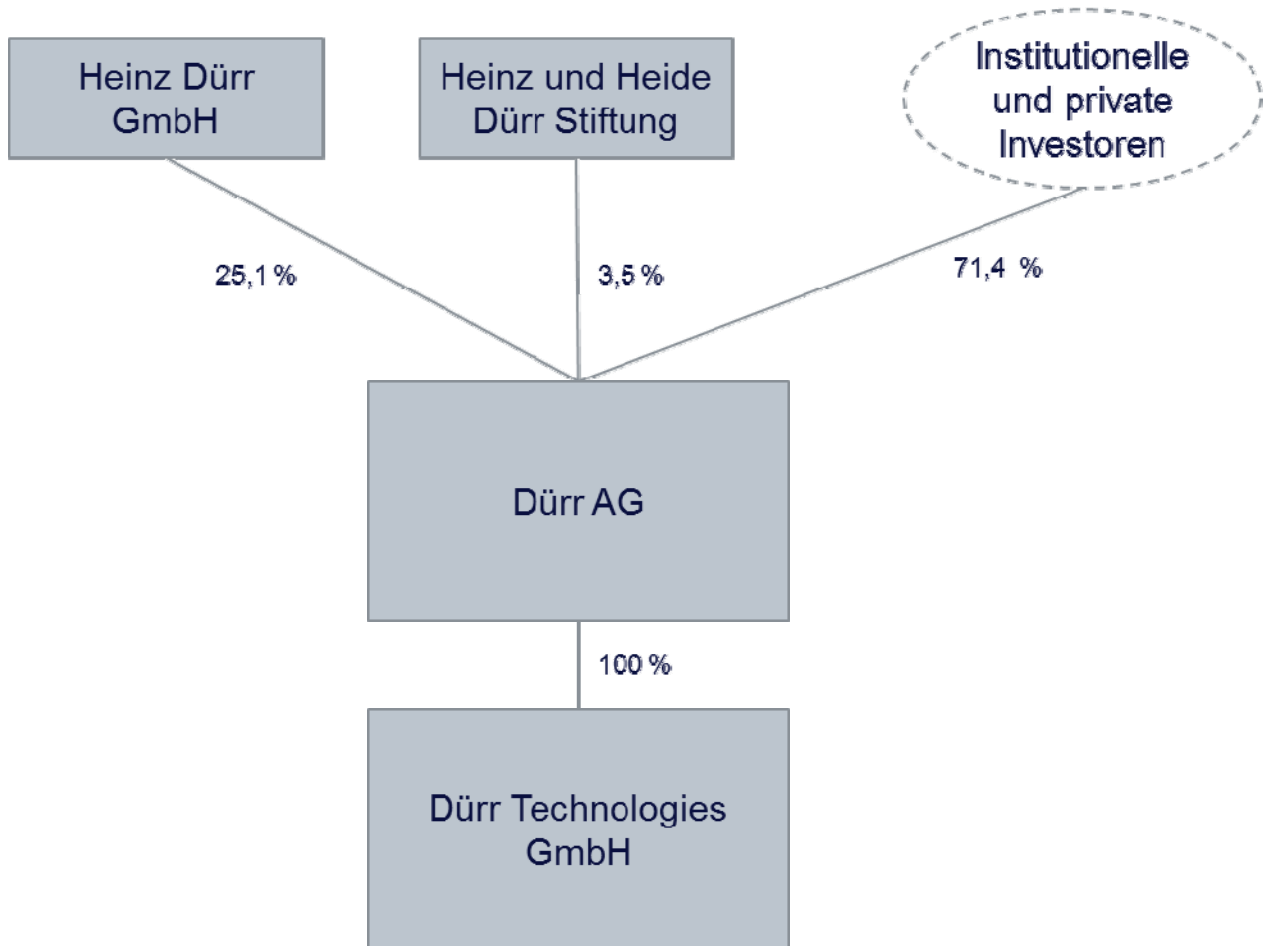 Heinz Dürr
GmbH
Heinz und Heide
Dürr Stiftung
Institutionelle
und private
Investoren
25,1 %
3,5 %
71,4 %
Dürr AG
100 %
Dürr Technologies
GmbH